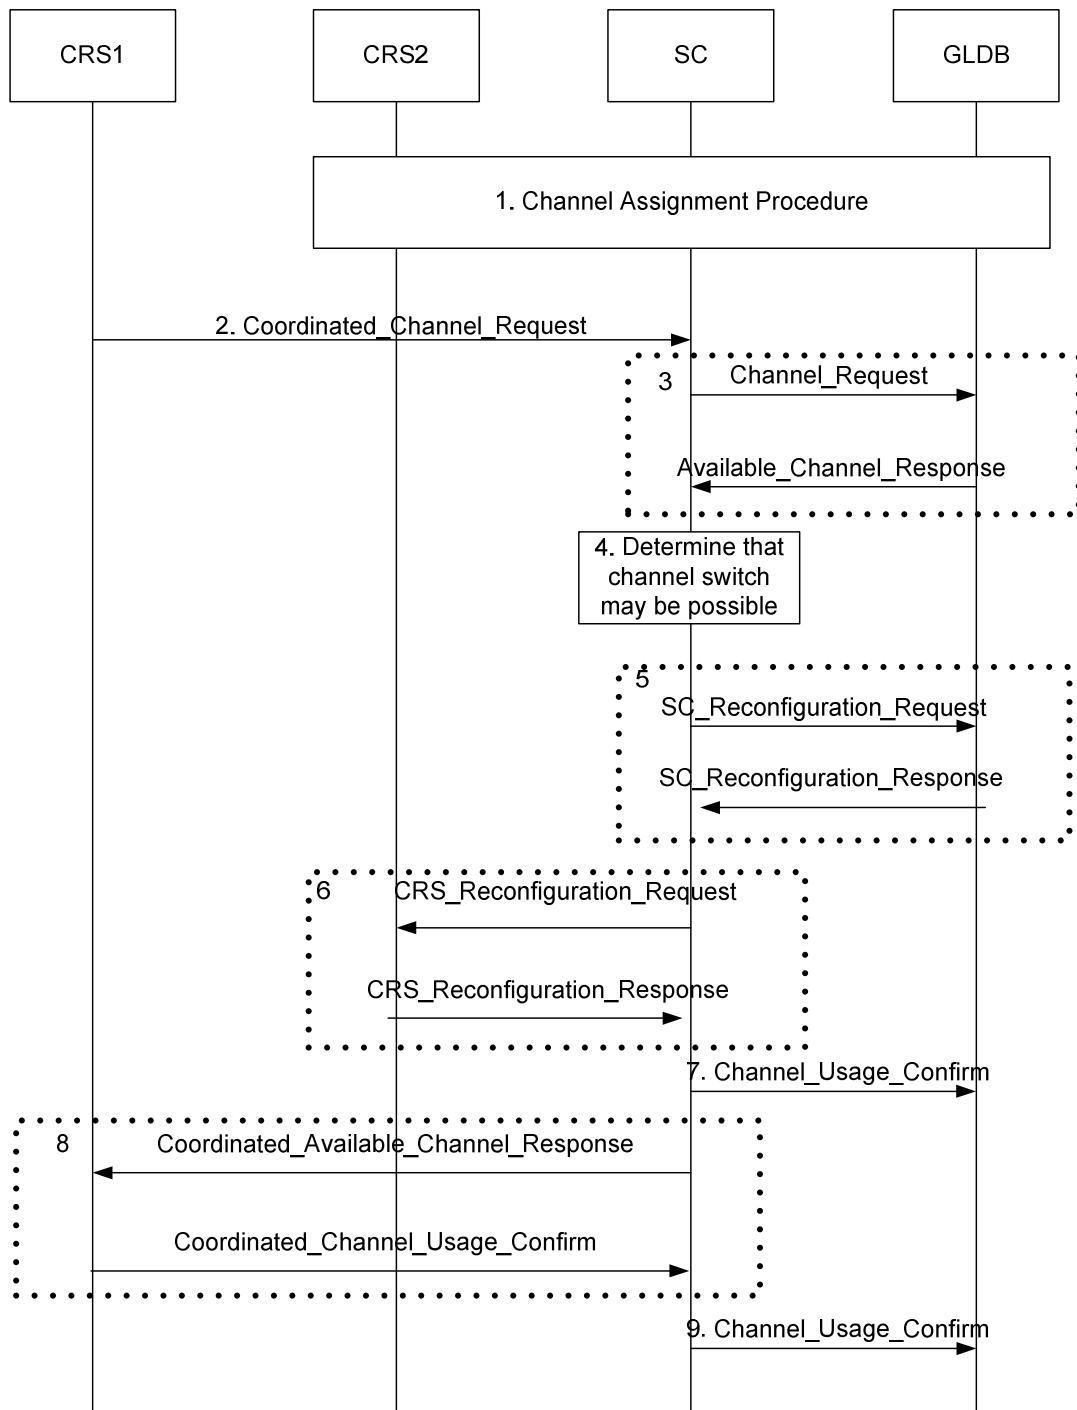 CRS1
CRS2
SC
GLDB
1. Channel Assignment Procedure
2. Coordinated_Channel_Request
3
Channel_Request
Available_Channel_Response
4. Determine that
channel switch
may be possible
5
SC_Reconfiguration_Request
SC_Reconfiguration_Response
6
CRS_Reconfiguration_Request
CRS_Reconfiguration_Response
7. Channel_Usage_Confirm
8
Coordinated_Available_Channel_Response
Coordinated_Channel_Usage_Confirm
9. Channel_Usage_Confirm